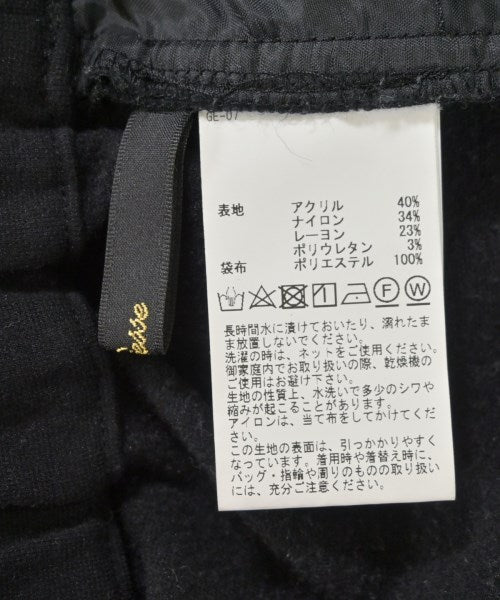 GE-07
表地 アクリル 40%
ナイロン 34%
レーヨン 23%
ポリウレタン 3%
袋布 ポリエステル 100%
F W
長時間水に漬けておいたり、濡れたまま
ま放置しないでください。
洗濯の時は、ネットをご使用ください。
御家庭内でお取り扱いの際、乾燥機の
ご使用はお避け下さい。
生地の性質上、水洗いで多少のシワや
縮みが起こることがあります。
アイロンは、当て布をしてかけてくだ
さい。
この生地の表面は、引っかかりやすく
なっています。着用時や着替え時に、
バッグ・指輪や周りのものの取り扱い
には、充分ご注意ください。